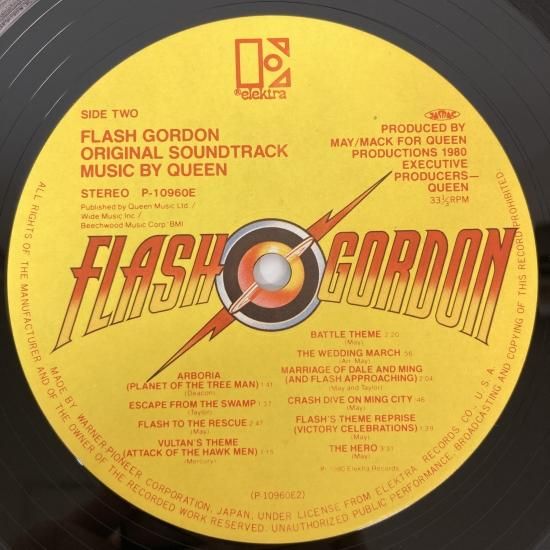 ®elektra
SIDE TWO
FLASH GORDON
ORIGINAL SOUNDTRACK
MUSIC BY QUEEN
STEREO P-10960E
Published by Queen Music Ltd./
Wide Music Inc./
Beechwood Music Corp. BMI
JASRAC
PRODUCED BY
MAY/MACK FOR QUEEN
PRODUCTIONS 1980
EXECUTIVE
PRODUCERS—
QUEEN
33⅓RPM
FLASH GORDON
ARBORIA
(PLANET OF THE TREE MAN) 1:41
(Deacon)
ESCAPE FROM THE SWAMP 1:37
(Taylor)
FLASH TO THE RESCUE 2:47
(May)
VULTAN'S THEME
(ATTACK OF THE HAWK MEN) 1:15
(Mercury)
BATTLE THEME 2:20
(May)
THE WEDDING MARCH :56
(Arr. May)
MARRIAGE OF DALE AND MING
(AND FLASH APPROACHING) 2:04
(May and Taylor)
CRASH DIVE ON MING CITY :46
(May)
FLASH'S THEME REPRISE
(VICTORY CELEBRATIONS) 1:39
(May)
THE HERO 3:31
(May)
℗ 1980 Elektra Records
(P-10960E2)
MADE BY WARNER-PIONEER CORPORATION, JAPAN, UNDER LICENSE FROM ELEKTRA RECORDS CO., U.S.A.
ALL RIGHTS OF THE MANUFACTURER AND OF THE OWNER OF THE RECORDED WORK RESERVED. UNAUTHORIZED PUBLIC PERFORMANCE, BROADCASTING AND COPYING OF THIS RECORD PROHIBITED